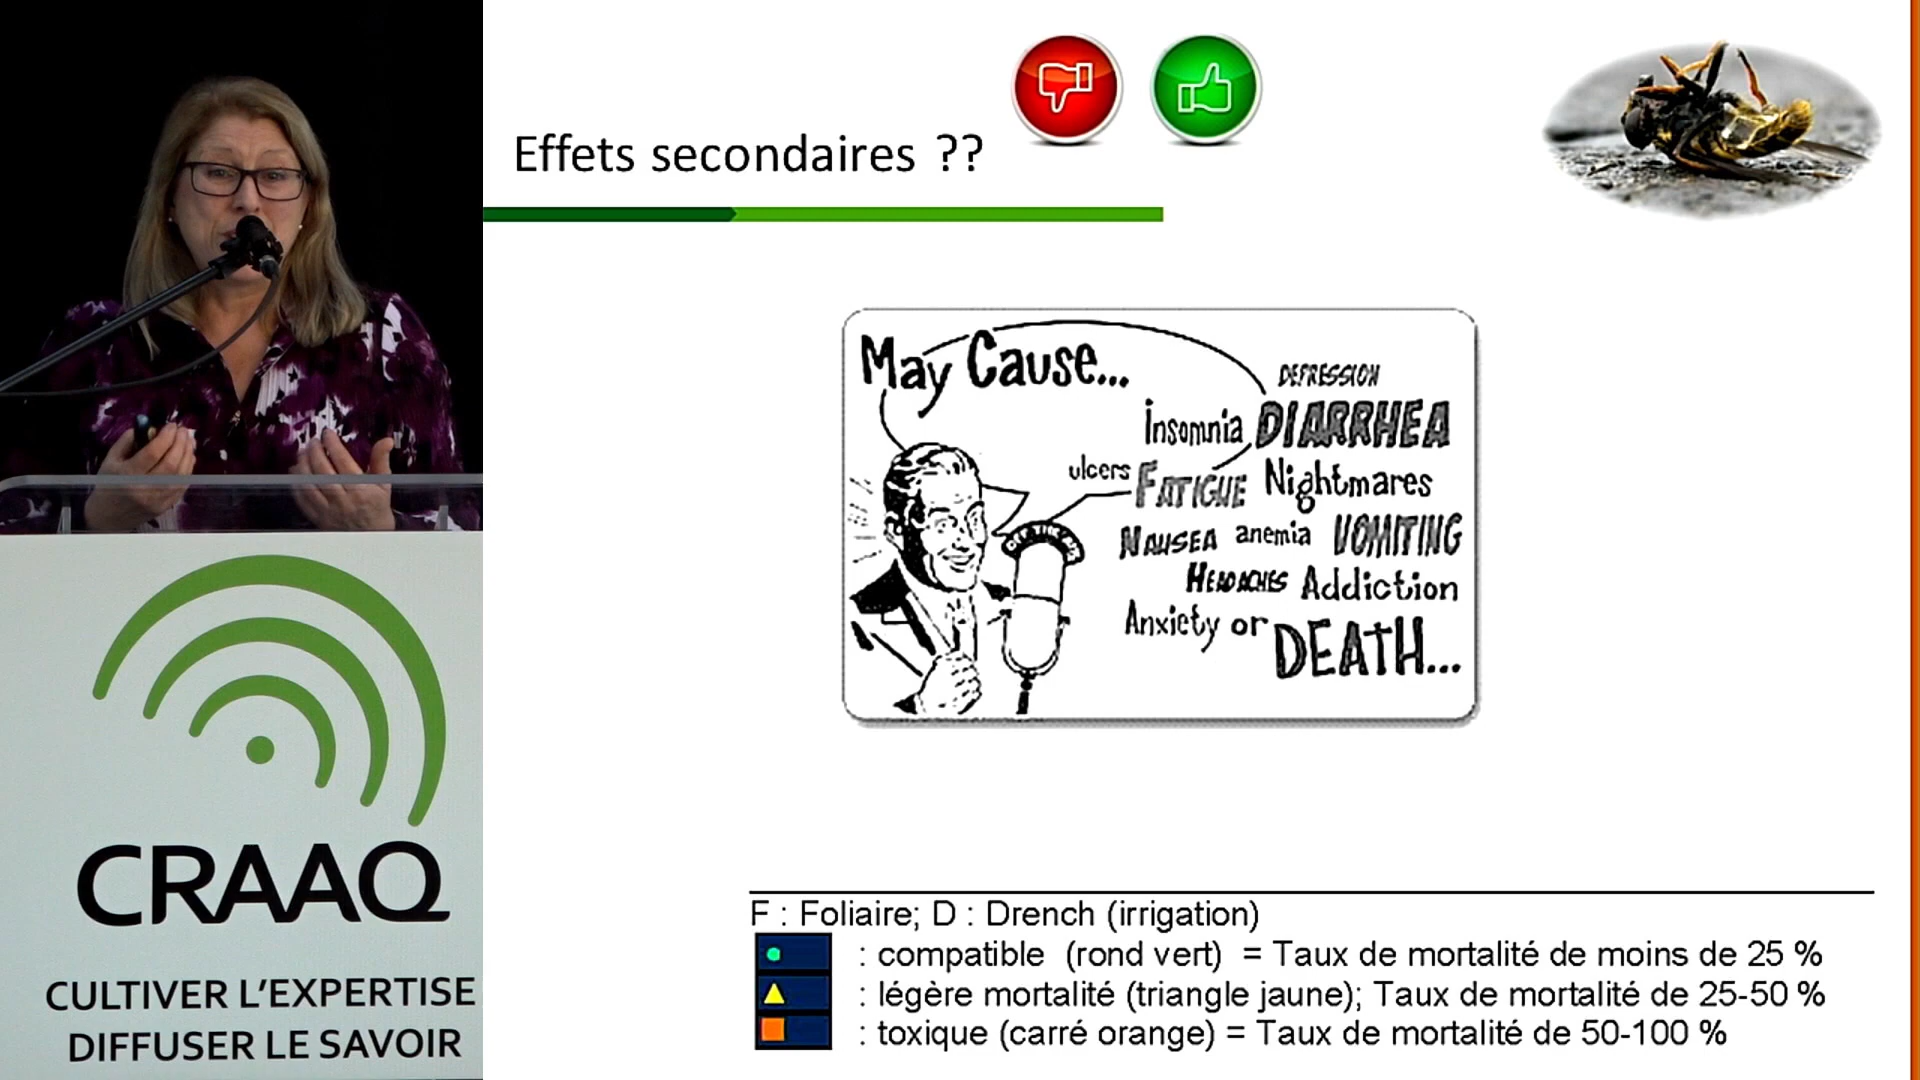 Effets secondaires ??
May Cause...
DEPRESSION
Insomnia DIARRHEA
ulcers FATIGUE Nightmares
NAUSEA anemia VOMITING
HEADACHES Addiction
Anxiety or DEATH...
F : Foliaire; D : Drench (irrigation)
: compatible (rond vert) = Taux de mortalité de moins de 25 %
: légère mortalité (triangle jaune); Taux de mortalité de 25-50 %
: toxique (carré orange) = Taux de mortalité de 50-100 %
CRAAQ
CULTIVER L'EXPERTISE
DIFFUSER LE SAVOIR